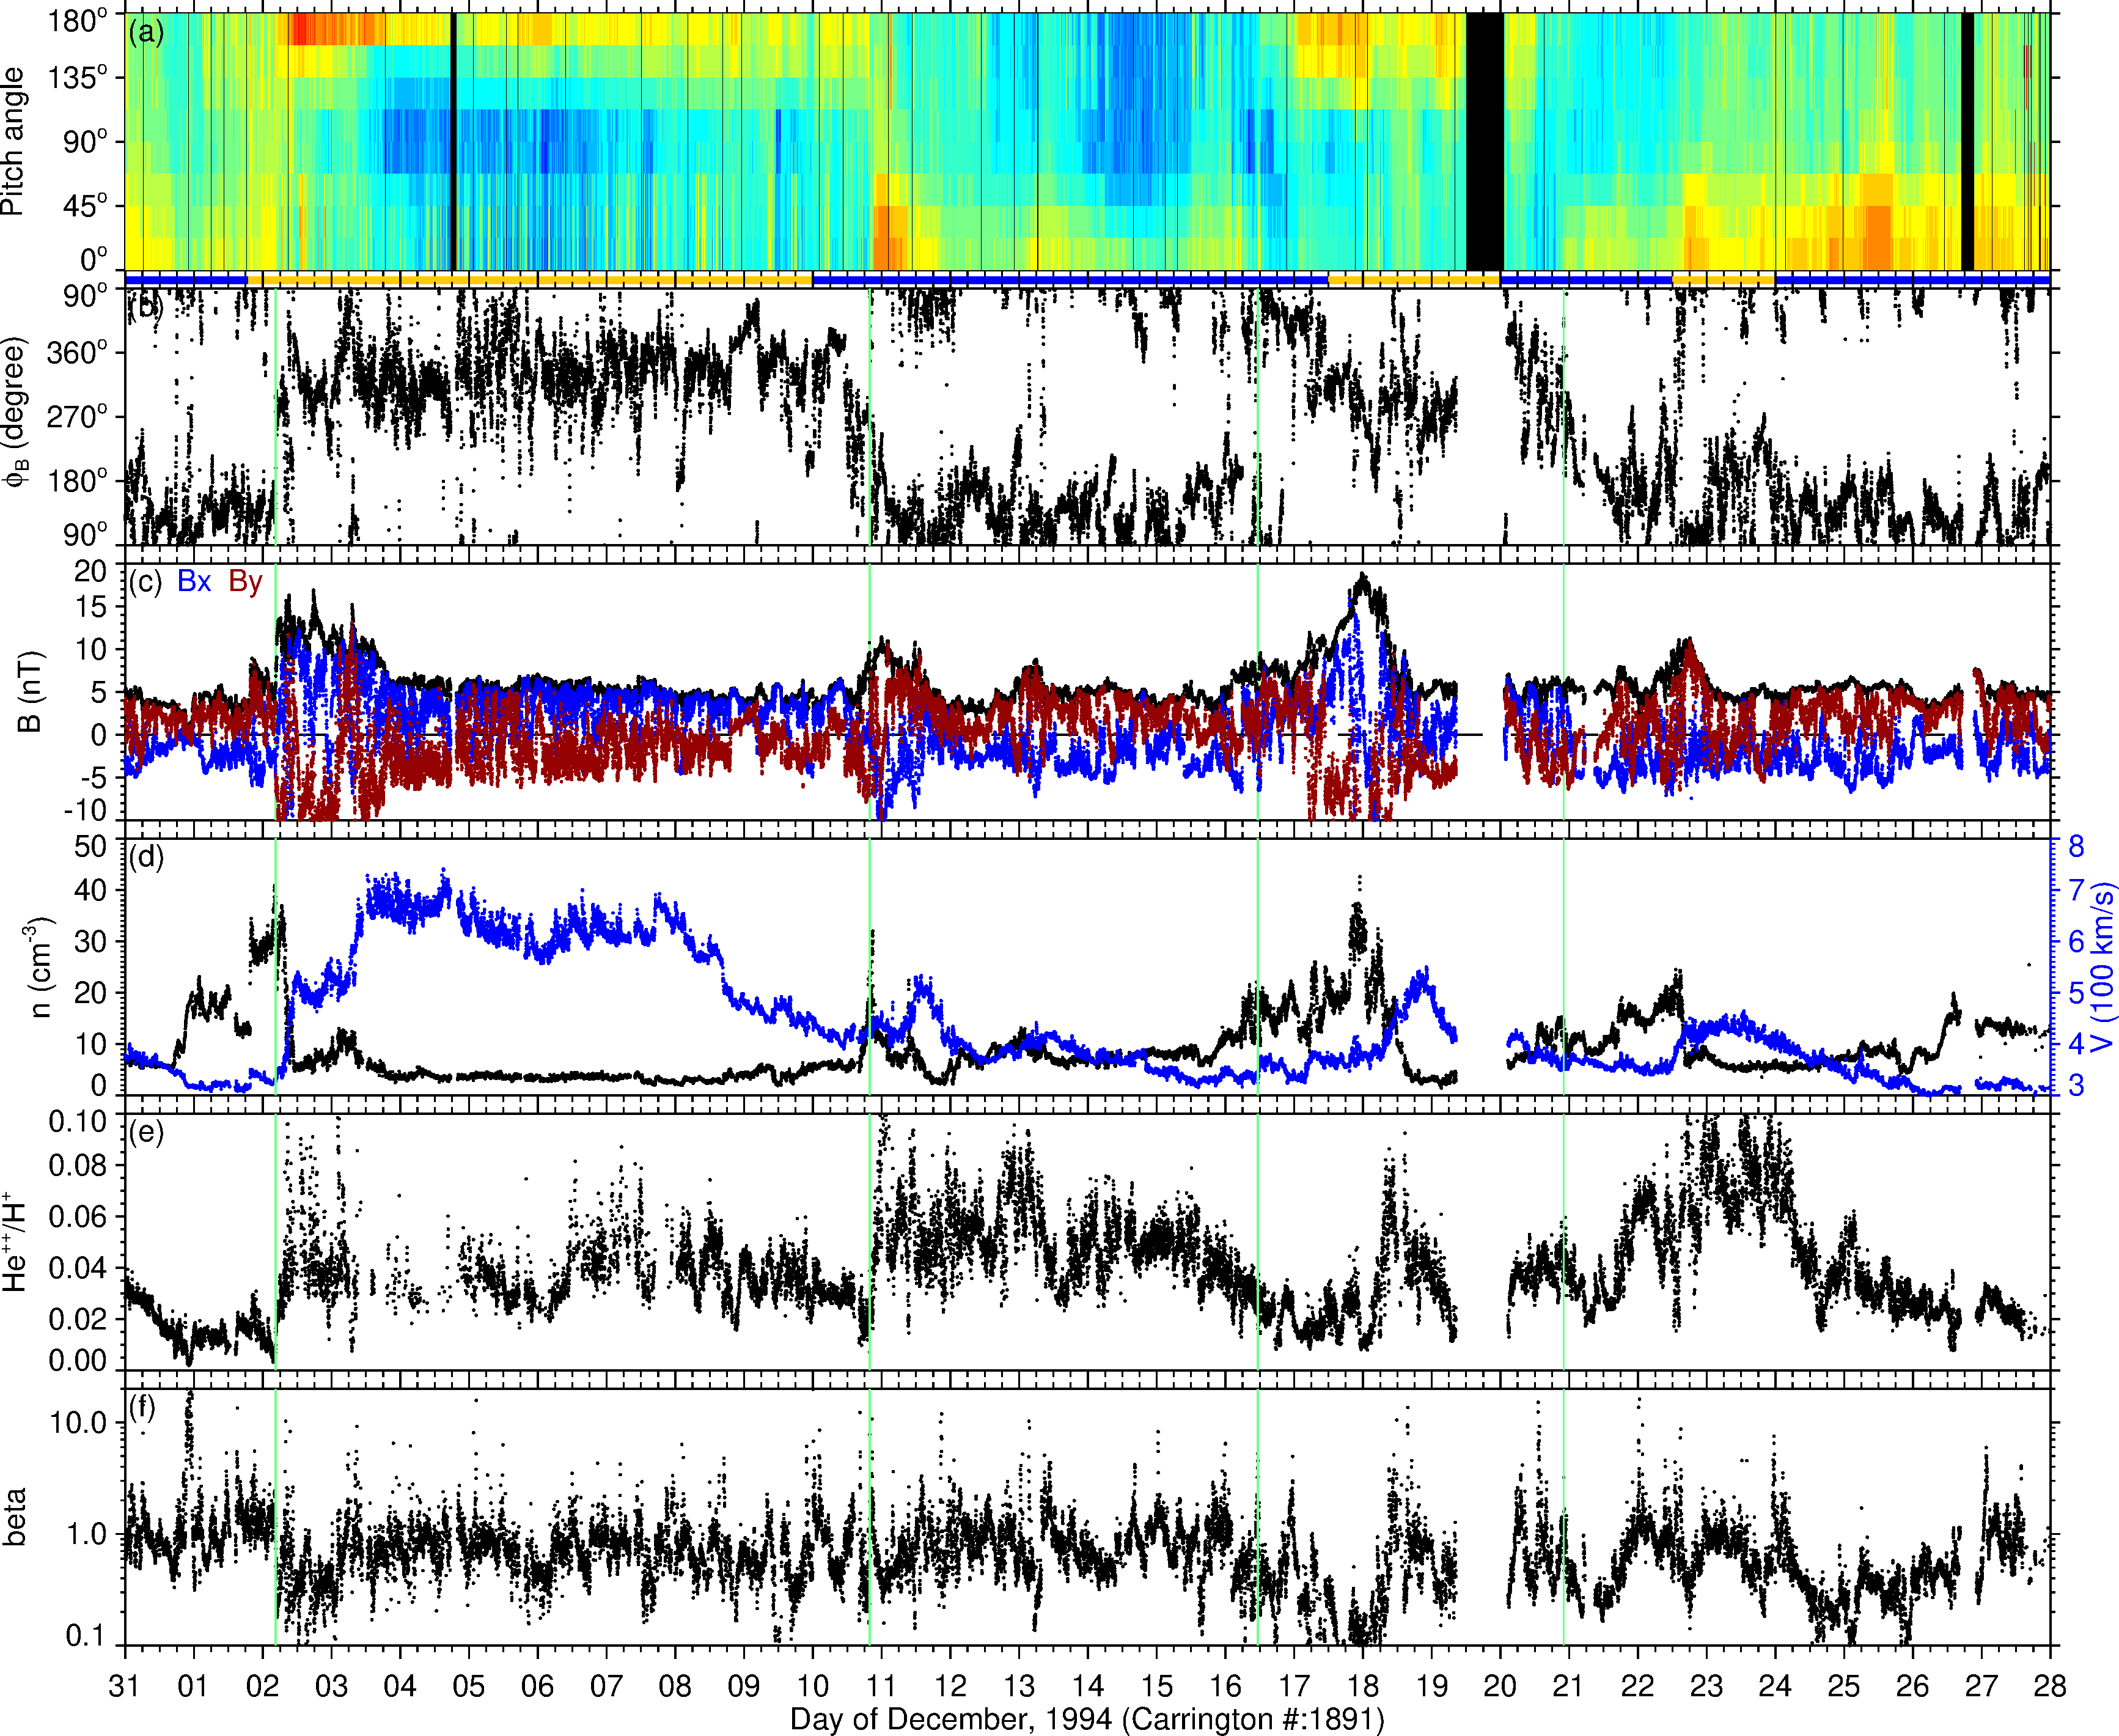 (a)
180°
135°
90°
45°
0°
Pitch angle
(b)
90°
360°
270°
180°
90°
ϕB (degree)
(c) Bx By
20
15
10
5
0
-5
-10
B (nT)
(d)
50
40
30
20
10
0
n (cm-3)
8
7
6
5
4
3
V (100 km/s)
(e)
0.10
0.08
0.06
0.04
0.02
0.00
He++/H+
(f)
10.0
1.0
0.1
beta
31 01 02 03 04 05 06 07 08 09 10 11 12 13 14 15 16 17 18 19 20 21 22 23 24 25 26 27 28
Day of December, 1994 (Carrington #:1891)